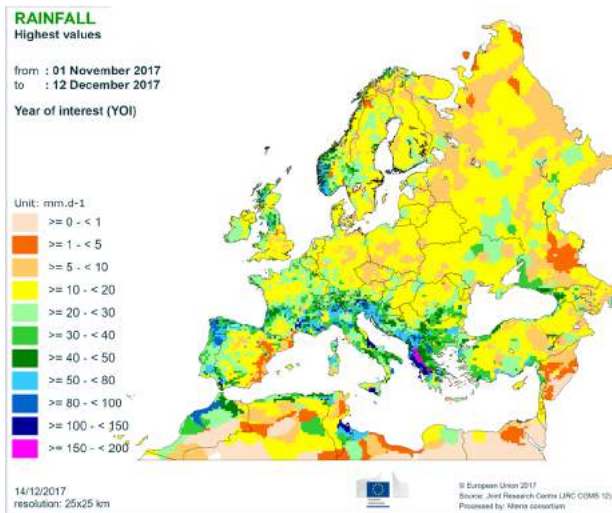 RAINFALL
Highest values
from : 01 November 2017
to : 12 December 2017
Year of interest (YOI)
Unit: mm.d-1
>= 0 - < 1
>= 1 - < 5
>= 5 - < 10
>= 10 - < 20
>= 20 - < 30
>= 30 - < 40
>= 40 - < 50
>= 50 - < 80
>= 80 - < 100
>= 100 - < 150
>= 150 - < 200
14/12/2017
resolution: 25x25 km
© European Union 2017
Source: Joint Research Centre (JRC CGMS 12)
Processed by: Alterra consortium